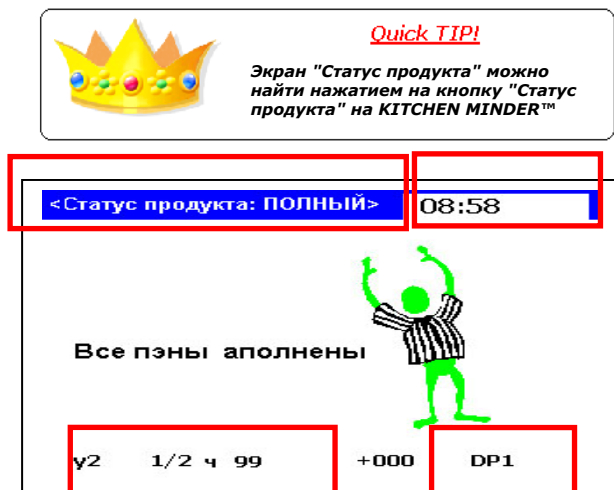 Quick TIP!
Экран "Статус продукта" можно
найти нажатием на кнопку "Статус
продукта" на KITCHEN MINDER™
<Статус продукта: ПОЛНЫЙ> 08:58
Все пэны аполнены
у2 1/2 ч 99 +000 DP1